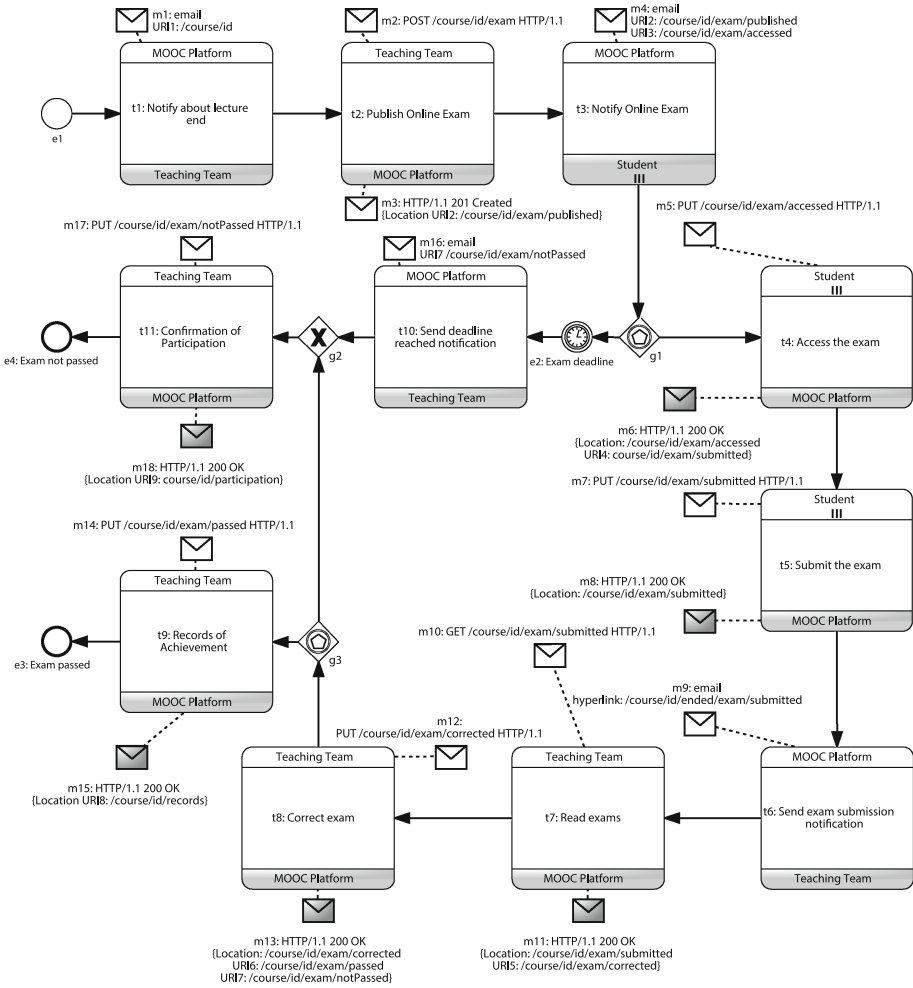 m1: email
URI1: /course/id
MOOC Platform
t1: Notify about lecture
end
Teaching Team
e1
m2: POST /course/id/exam HTTP/1.1
Teaching Team
t2: Publish Online Exam
MOOC Platform
m3: HTTP/1.1 201 Created
{Location URI2: /course/id/exam/published}
m4: email
URI2: /course/id/exam/published
URI3: /course/id/exam/accessed
MOOC Platform
t3: Notify Online Exam
Student
m5: PUT /course/id/exam/accessed HTTP/1.1
Student
t4: Access the exam
MOOC Platform
m6: HTTP/1.1 200 OK
{Location: /course/id/exam/accessed
URI4: course/id/exam/submitted}
g1
e2: Exam deadline
m16: email
URI7 /course/id/exam/notPassed
MOOC Platform
t10: Send deadline
reached notification
Teaching Team
X
g2
m17: PUT /course/id/exam/notPassed HTTP/1.1
Teaching Team
t11: Confirmation of
Participation
MOOC Platform
e4: Exam not passed
m18: HTTP/1.1 200 OK
{Location URI9: course/id/participation}
m7: PUT /course/id/exam/submitted HTTP/1.1
Student
t5: Submit the exam
MOOC Platform
m8: HTTP/1.1 200 OK
{Location: /course/id/exam/submitted}
m14: PUT /course/id/exam/passed HTTP/1.1
Teaching Team
t9: Records of
Achievement
MOOC Platform
e3: Exam passed
g3
m15: HTTP/1.1 200 OK
{Location URI8: /course/id/records}
m10: GET /course/id/exam/submitted HTTP/1.1
m9: email
hyperlink: /course/id/ended/exam/submitted
MOOC Platform
t6: Send exam submission
notification
Teaching Team
Teaching Team
t7: Read exams
MOOC Platform
m11: HTTP/1.1 200 OK
{Location: /course/id/exam/submitted
URI5: /course/id/exam/corrected}
m12:
PUT /course/id/exam/corrected HTTP/1.1
Teaching Team
t8: Correct exam
MOOC Platform
m13: HTTP/1.1 200 OK
{Location: /course/id/exam/corrected
URI6: /course/id/exam/passed
URI7: /course/id/exam/notPassed}